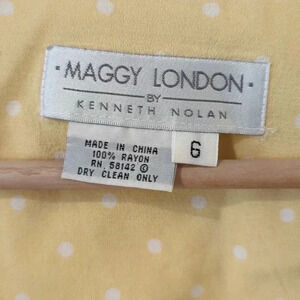 · MAGGY LONDON ·
BY
KENNETH NOLAN
6
MADE IN CHINA
100% RAYON
RN 58142 ©
DRY CLEAN ONLY